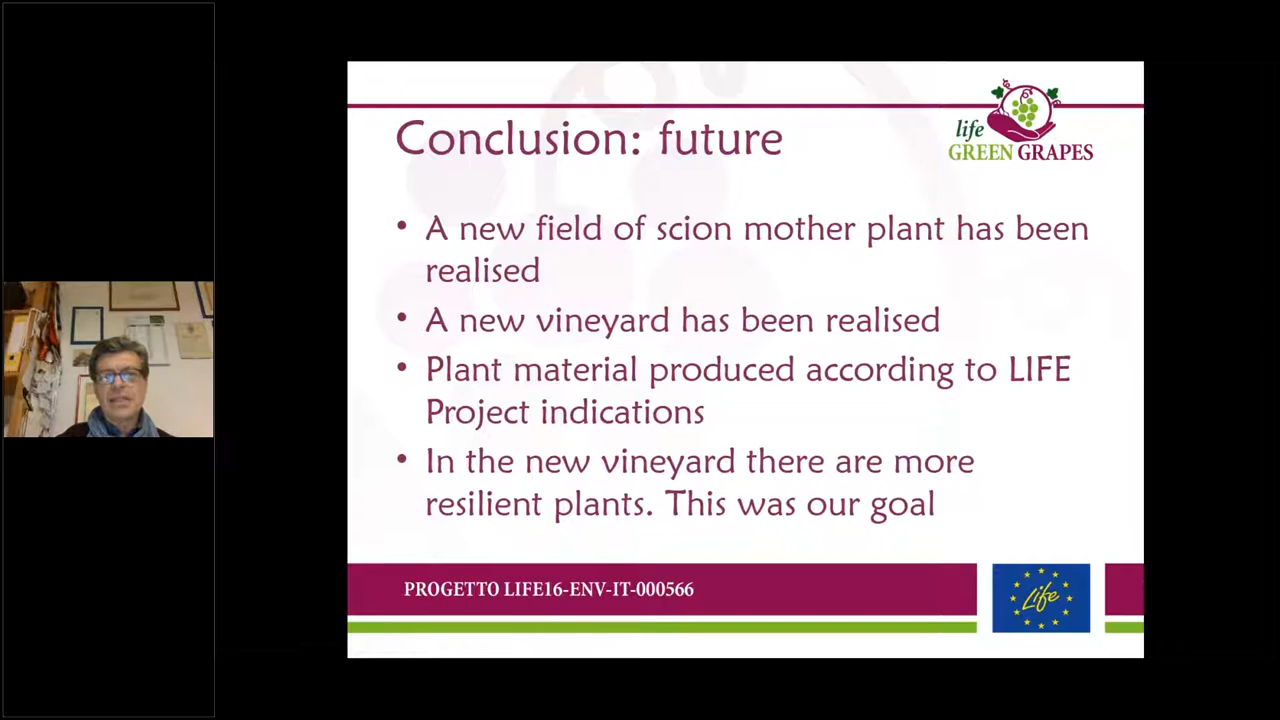 life
GREEN GRAPES
Conclusion: future
• A new field of scion mother plant has been
realised
• A new vineyard has been realised
• Plant material produced according to LIFE
Project indications
• In the new vineyard there are more
resilient plants. This was our goal
PROGETTO LIFE16-ENV-IT-000566
Life